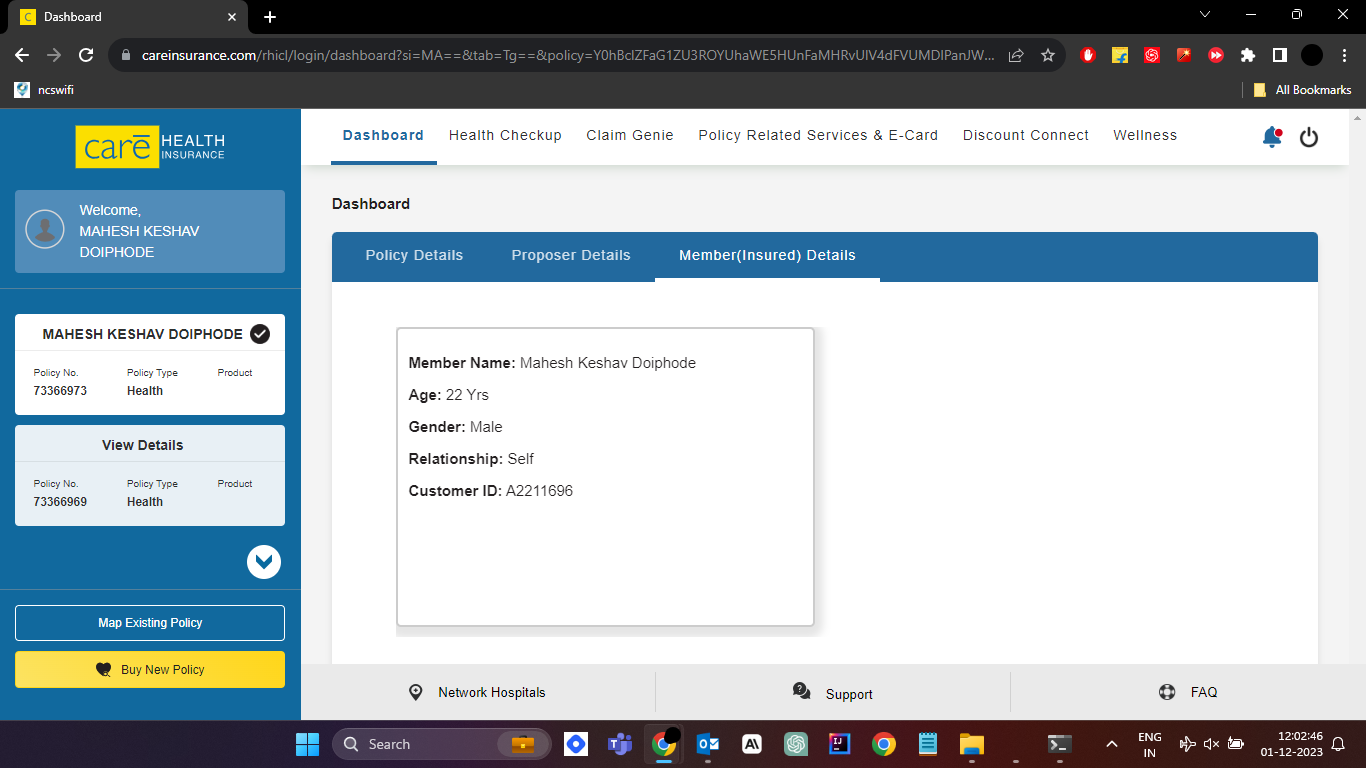 Dashboard
careinsurance.com/rhicl/login/dashboard?si=MA==&tab=Tg==&policy=Y0hBclZFaG1ZU3ROYUhaWE5HUnFaMHRvUlV4dFVUMDlPanJW...
ncswifi
All Bookmarks
carē HEALTH
INSURANCE
Welcome,
MAHESH KESHAV
DOIPHODE
MAHESH KESHAV DOIPHODE
Policy No. Policy Type Product
73366973 Health
View Details
Policy No. Policy Type Product
73366969 Health
Map Existing Policy
Buy New Policy
Dashboard Health Checkup Claim Genie Policy Related Services & E-Card Discount Connect Wellness
Dashboard
Policy Details Proposer Details Member(Insured) Details
Member Name: Mahesh Keshav Doiphode
Age: 22 Yrs
Gender: Male
Relationship: Self
Customer ID: A2211696
Network Hospitals Support FAQ
Search
ENG
IN
12:02:46
01-12-2023